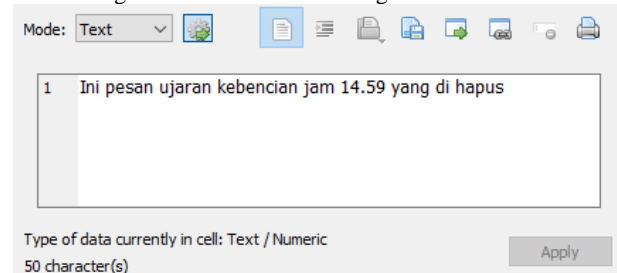 Mode: Text
1 Ini pesan ujaran kebencian jam 14.59 yang di hapus
Type of data currently in cell: Text / Numeric
50 character(s)
Apply